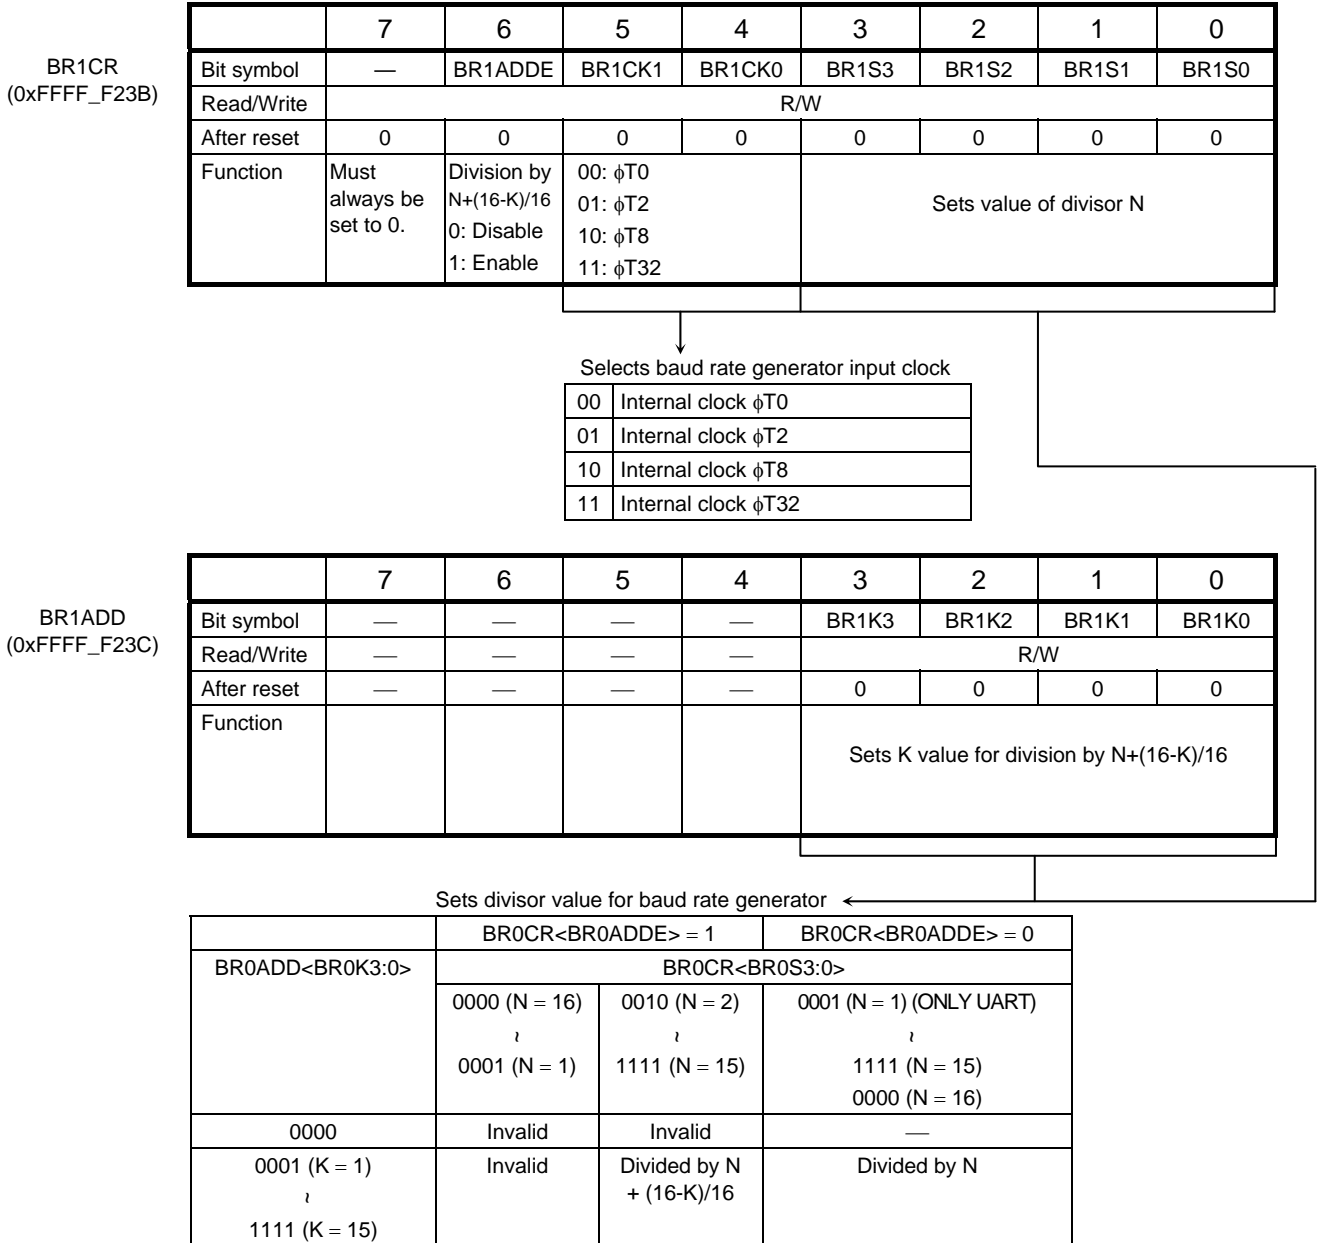 7 6 5 4 3 2 1 0
BR1CR
(0xFFFF_F23B)
Bit symbol — BR1ADDE BR1CK1 BR1CK0 BR1S3 BR1S2 BR1S1 BR1S0
Read/Write R/W
After reset 0 0 0 0 0 0 0 0
Function
Must
always be
set to 0.
Division by
N+(16-K)/16
0: Disable
1: Enable
00: ϕT0
01: ϕT2
10: ϕT8
11: ϕT32
Sets value of divisor N
Selects baud rate generator input clock
00 Internal clock ϕT0
01 Internal clock ϕT2
10 Internal clock ϕT8
11 Internal clock ϕT32
7 6 5 4 3 2 1 0
BR1ADD
(0xFFFF_F23C)
Bit symbol — — — — BR1K3 BR1K2 BR1K1 BR1K0
Read/Write — — — — R/W
After reset — — — — 0 0 0 0
Function
Sets K value for division by N+(16-K)/16
Sets divisor value for baud rate generator
BR0CR<BR0ADDE> = 1 BR0CR<BR0ADDE> = 0
BR0ADD<BR0K3:0> BR0CR<BR0S3:0>
0000 (N = 16) 0010 (N = 2) 0001 (N = 1) (ONLY UART)
≀ ≀ ≀
0001 (N = 1) 1111 (N = 15) 1111 (N = 15)
0000 (N = 16)
0000 Invalid Invalid —
0001 (K = 1) Invalid Divided by N Divided by N
≀ + (16-K)/16
1111 (K = 15)